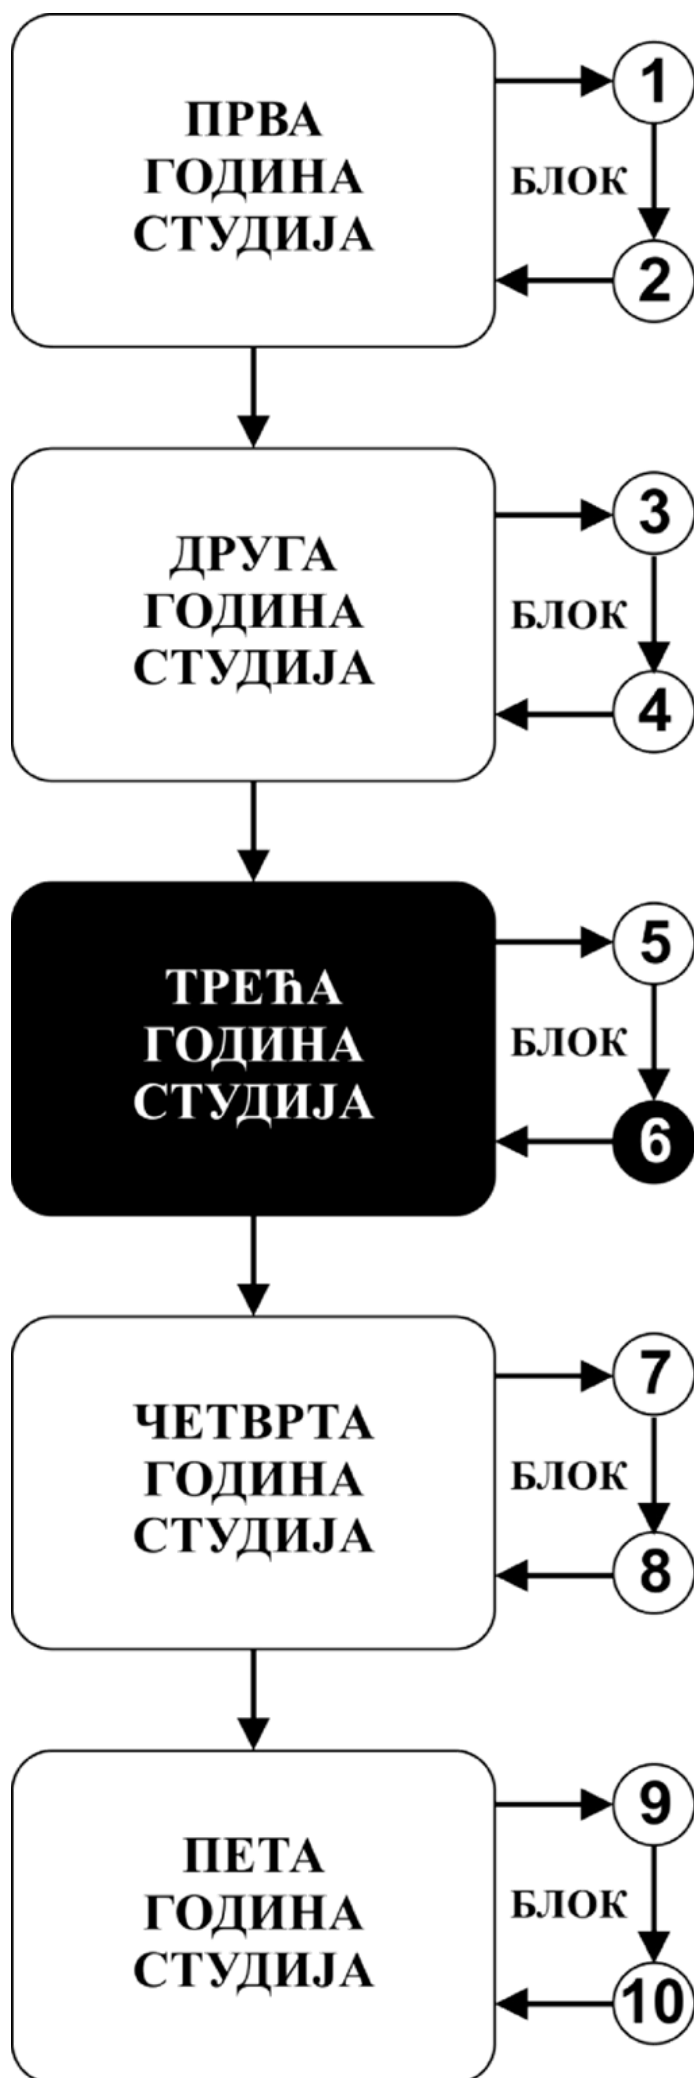 ПРВА
ГОДИНА
СТУДИЈА
1
БЛОК
2
ДРУГА
ГОДИНА
СТУДИЈА
3
БЛОК
4
ТРЕЋА
ГОДИНА
СТУДИЈА
5
БЛОК
6
ЧЕТВРТА
ГОДИНА
СТУДИЈА
7
БЛОК
8
ПЕТА
ГОДИНА
СТУДИЈА
9
БЛОК
10